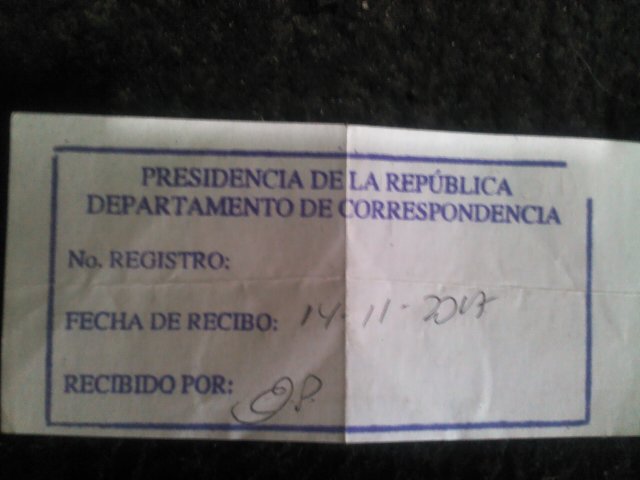 PRESIDENCIA DE LA REPÚBLICA
DEPARTAMENTO DE CORRESPONDENCIA
No. REGISTRO:
FECHA DE RECIBO: 14-11-2017
RECIBIDO POR: